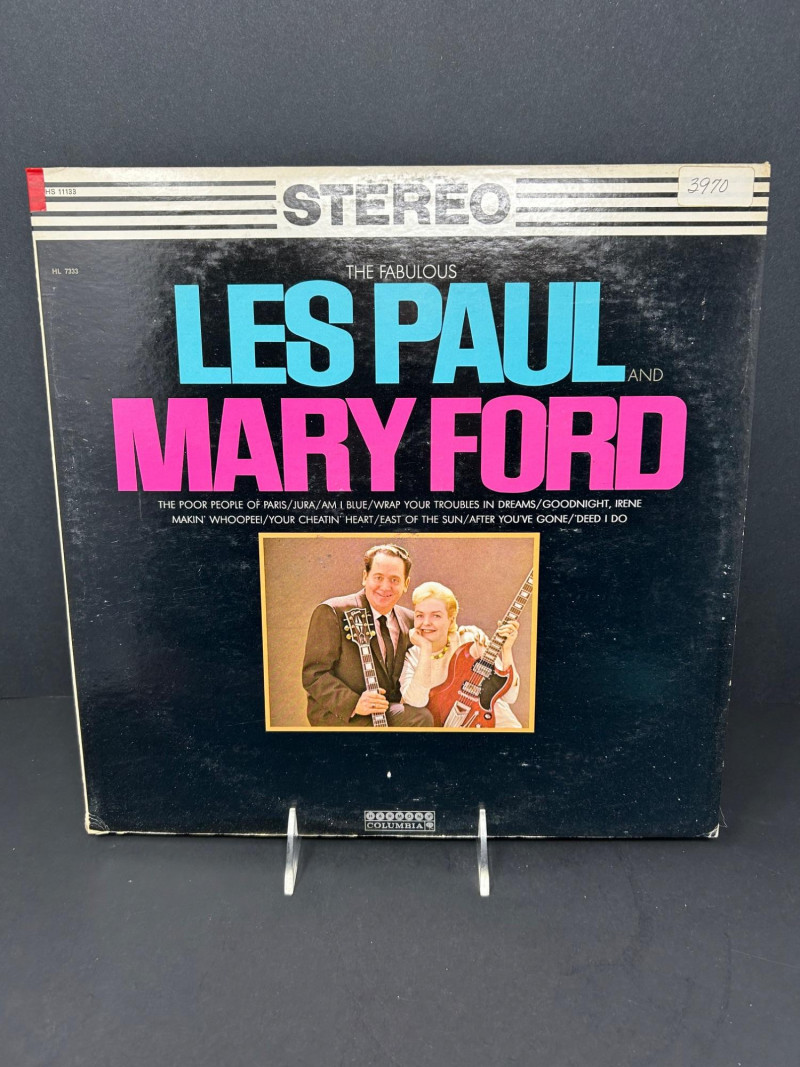 HS 11133
STEREO
3970
HL 7333
THE FABULOUS
LES PAUL
AND
MARY FORD
THE POOR PEOPLE OF PARIS/JURA/AM I BLUE/WRAP YOUR TROUBLES IN DREAMS/GOODNIGHT, IRENE
MAKIN' WHOOPEE!/YOUR CHEATIN' HEART/EAST OF THE SUN/AFTER YOU'VE GONE/'DEED I DO
HARMONY
COLUMBIA